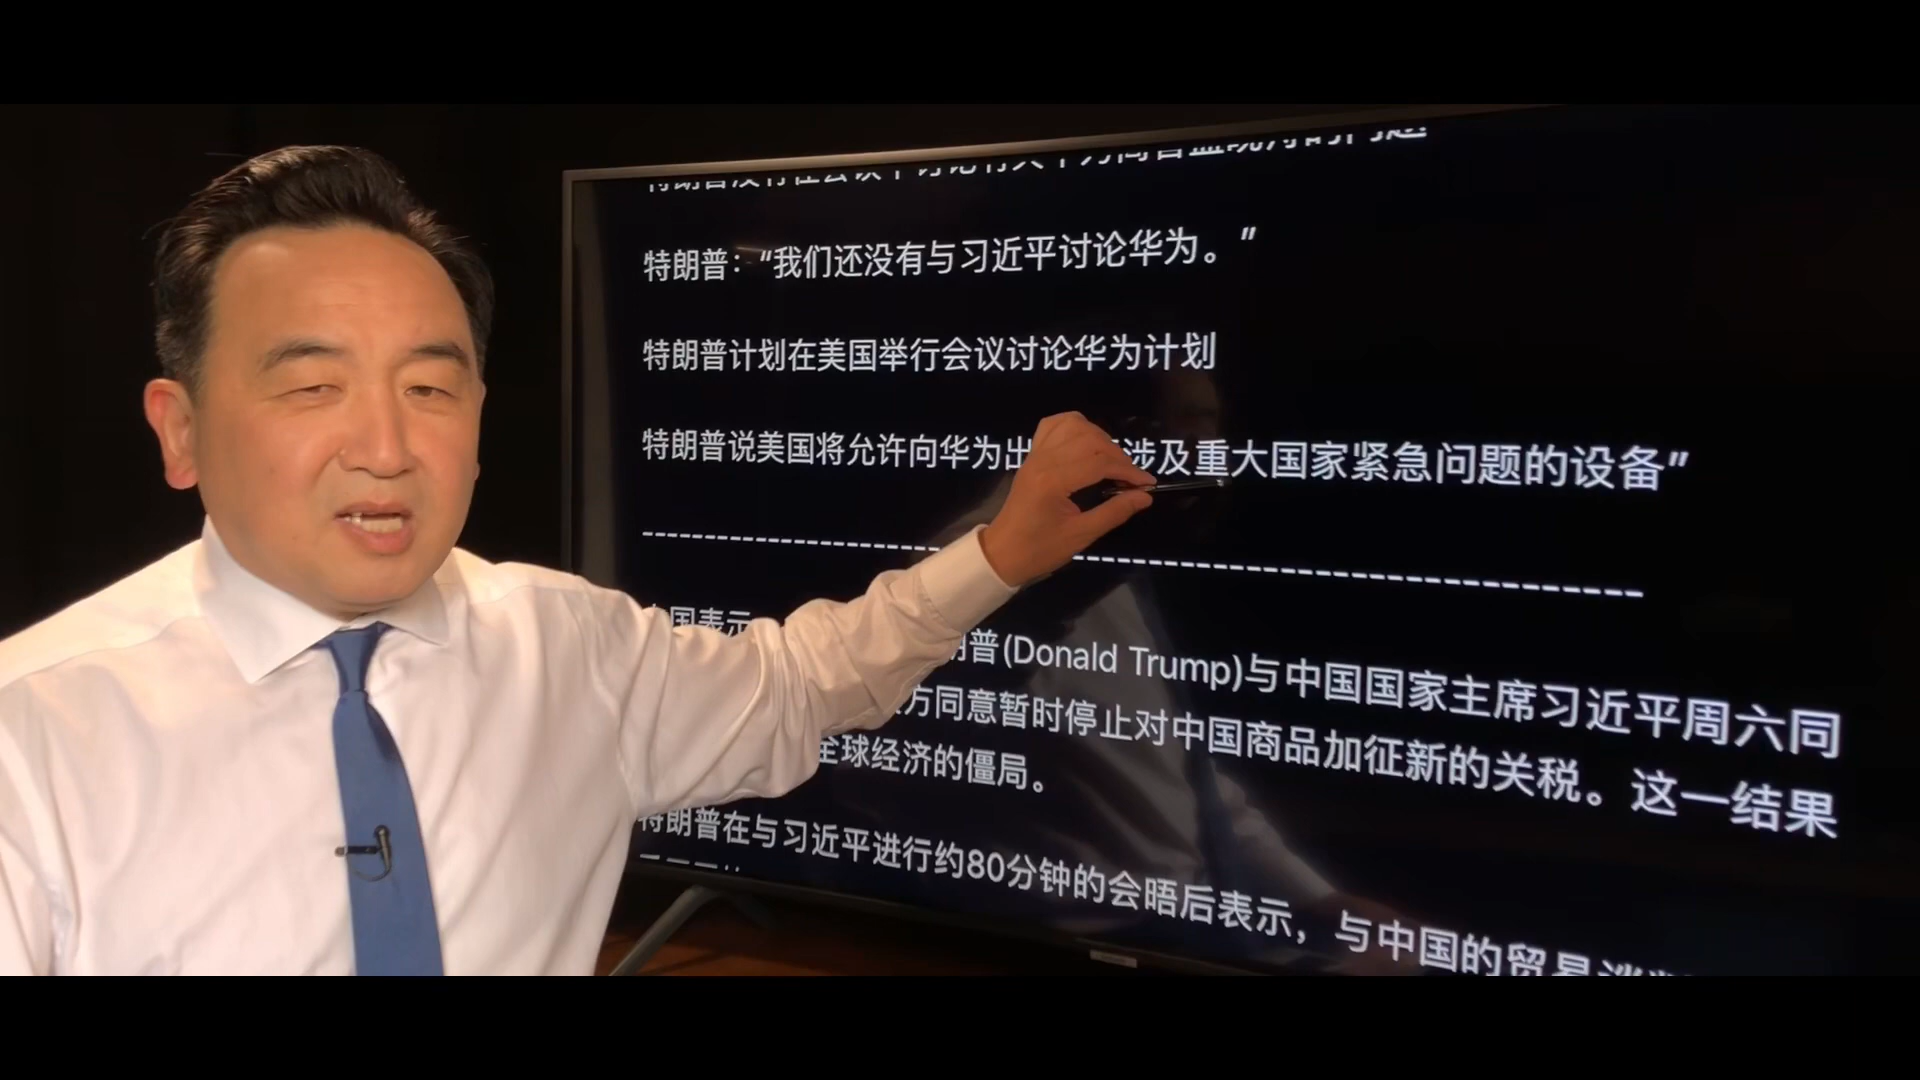 特朗普：“我们还没有与习近平讨论华为。”
特朗普计划在美国举行会议讨论华为计划
特朗普说美国将允许向华为出 涉及重大国家紧急问题的设备”
------------------------------------------------
国表示 朗普(Donald Trump)与中国国家主席习近平周六同
方同意暂时停止对中国商品加征新的关税。这一结果
全球经济的僵局。
特朗普在与习近平进行约80分钟的会晤后表示，与中国的贸易